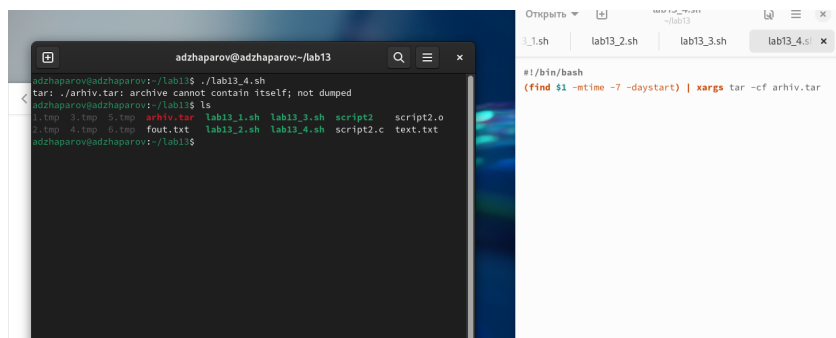 adzhaparov@adzhaparov:~/lab13
adzhaparov@adzhaparov:~/lab13$ ./lab13_4.sh
tar: ./arhiv.tar: archive cannot contain itself; not dumped
adzhaparov@adzhaparov:~/lab13$ ls
1.tmp 3.tmp 5.tmp arhiv.tar lab13_1.sh lab13_3.sh script2 script2.o
2.tmp 4.tmp 6.tmp fout.txt lab13_2.sh lab13_4.sh script2.c text.txt
adzhaparov@adzhaparov:~/lab13$
Открыть
~/lab13
3_1.sh lab13_2.sh lab13_3.sh lab13_4.s
#!/bin/bash
(find $1 -mtime -7 -daystart) | xargs tar -cf arhiv.tar